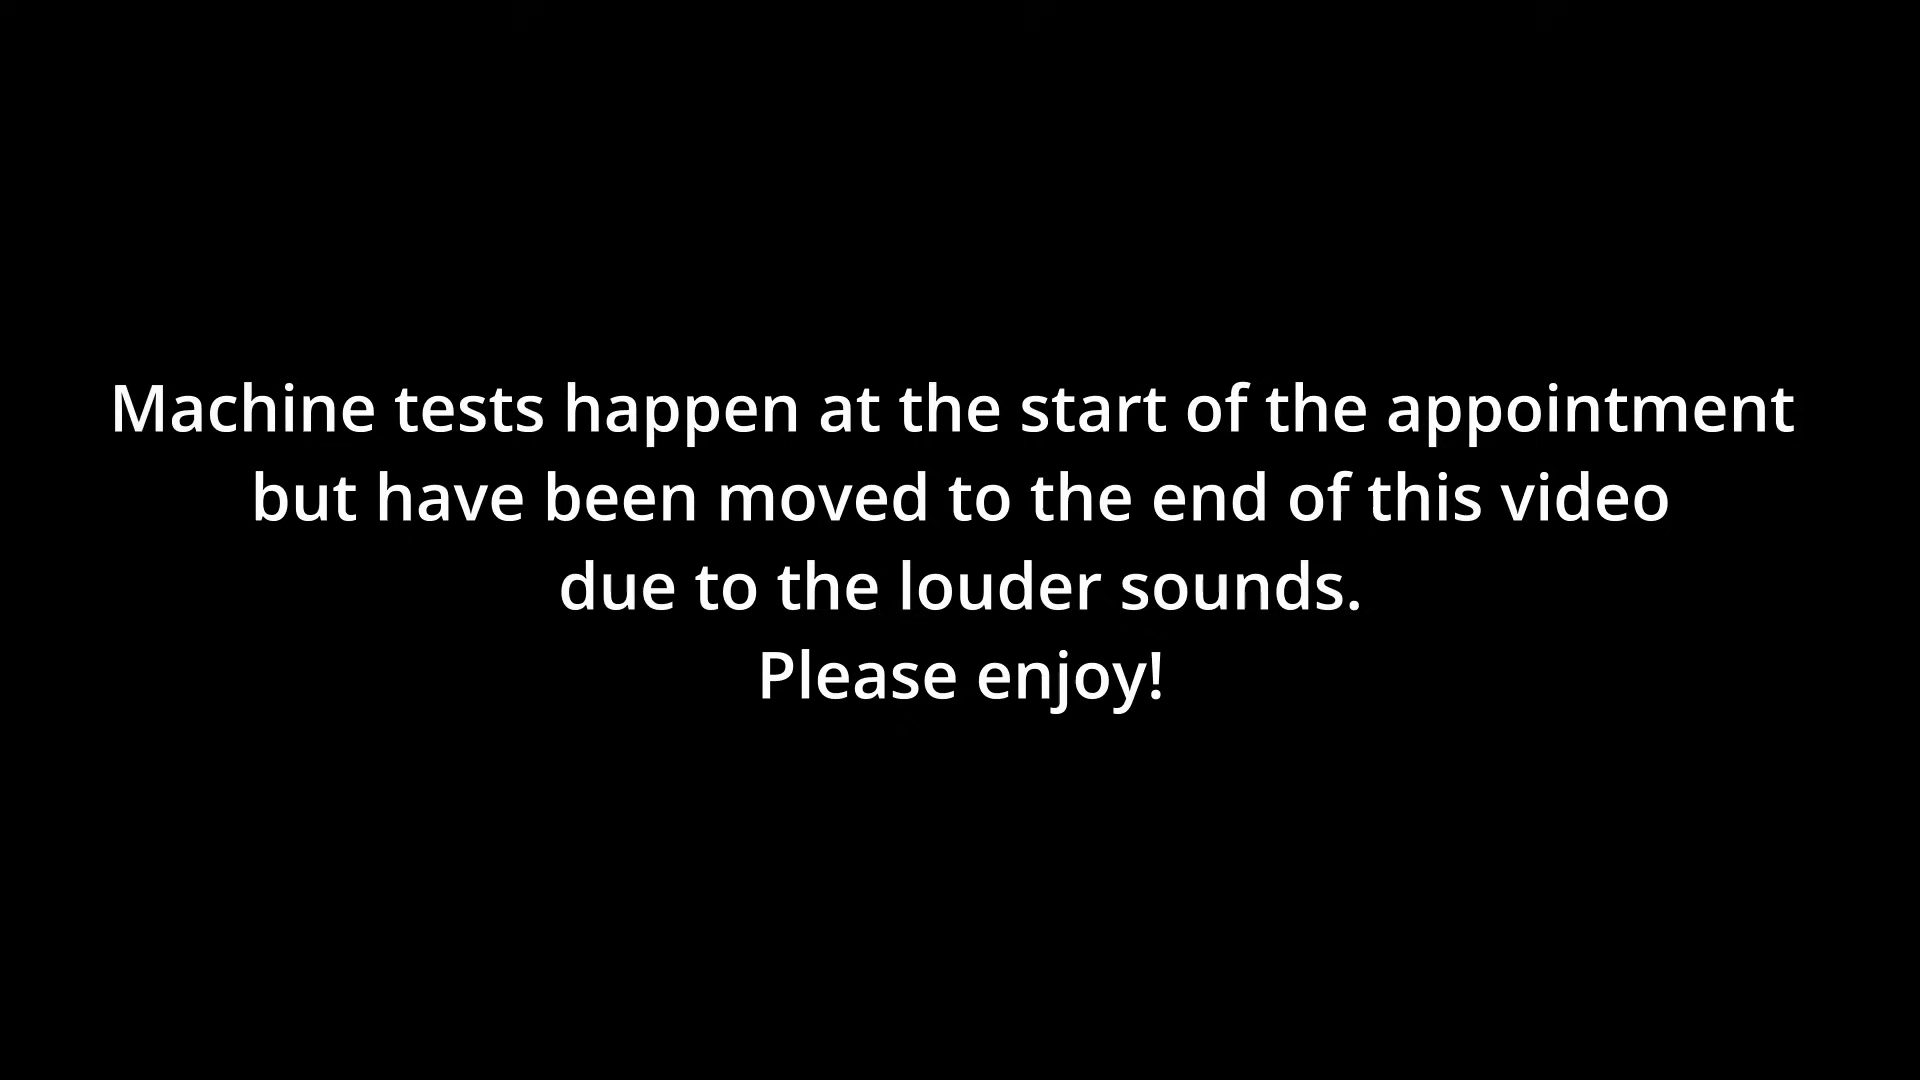 Machine tests happen at the start of the appointment
but have been moved to the end of this video
due to the louder sounds.
Please enjoy!